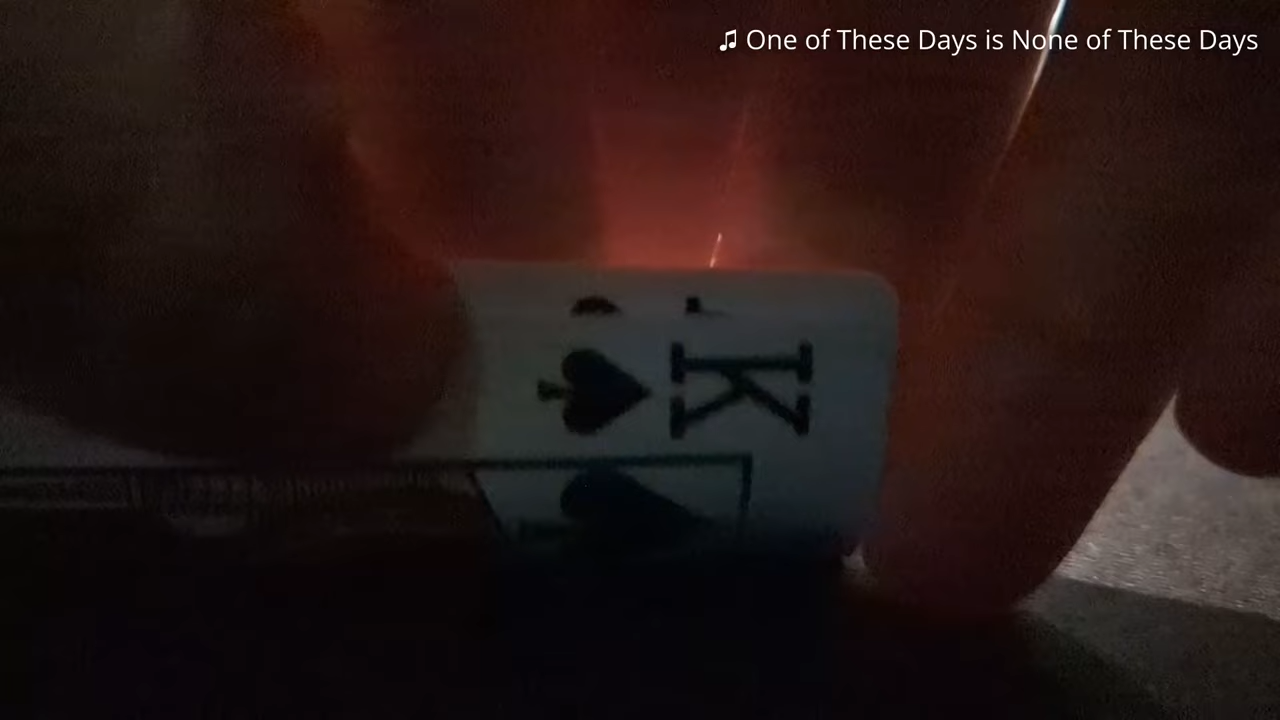 ♫ One of These Days is None of These Days
K